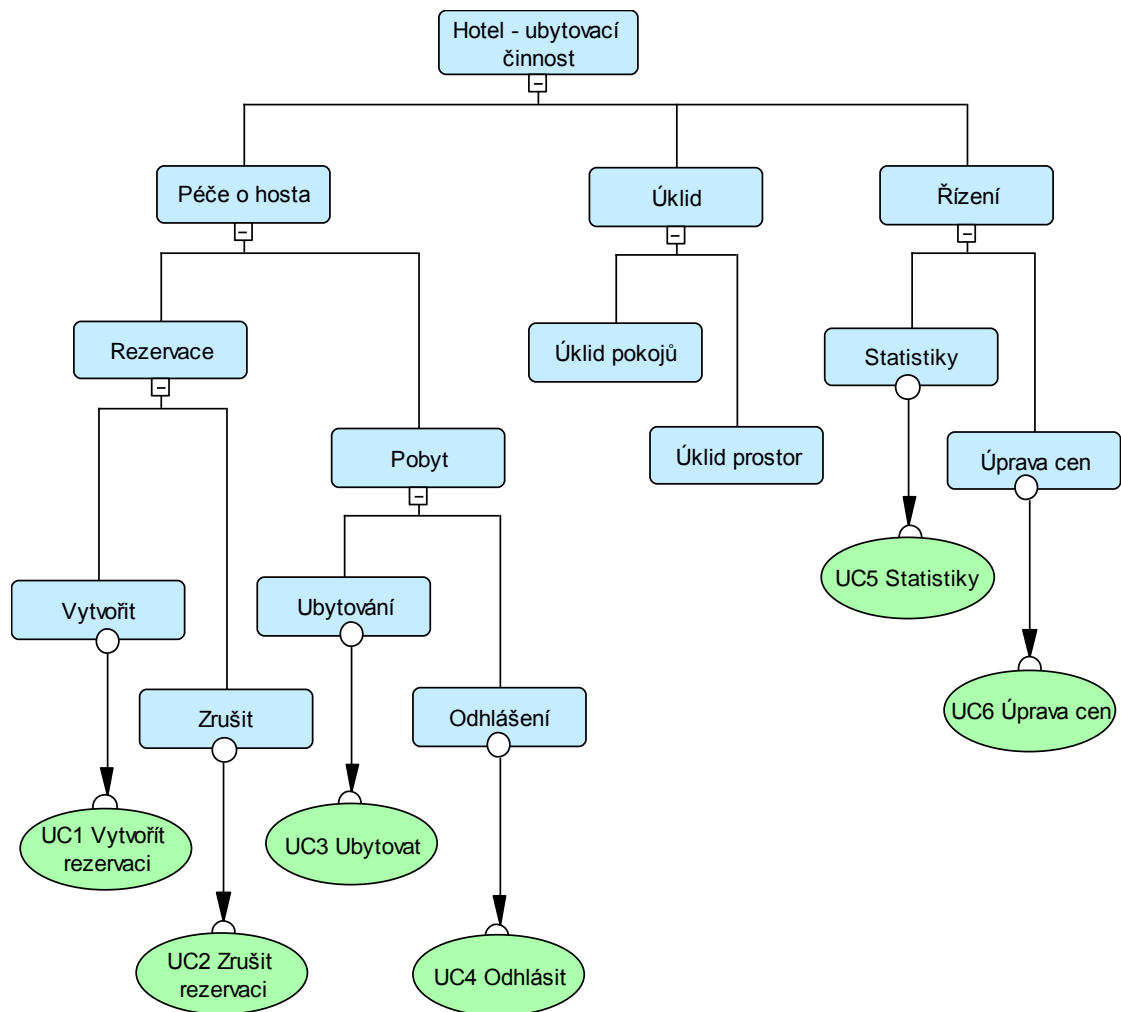 Hotel - ubytovací
činnost
Péče o hosta
Úklid
Řízení
Rezervace
Úklid pokojů
Statistiky
Pobyt
Úklid prostor
Úprava cen
UC5 Statistiky
Vytvořit
Ubytování
Zrušit
Odhlášení
UC6 Úprava cen
UC1 Vytvořít
rezervaci
UC3 Ubytovat
UC2 Zrušit
rezervaci
UC4 Odhlásit